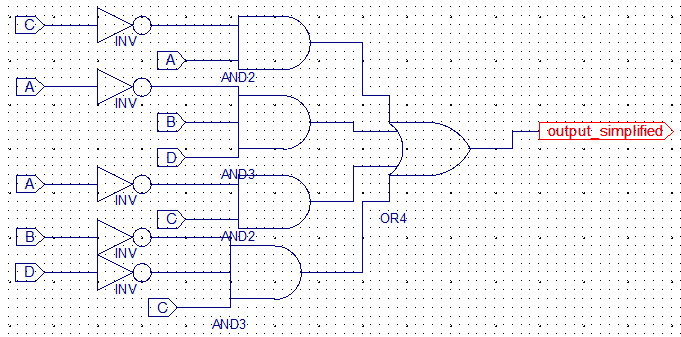 C
INV
A
AND2
A
INV
B
D
AND3
output_simplified
A
INV
C
AND2
OR4
B
INV
D
INV
C
AND3